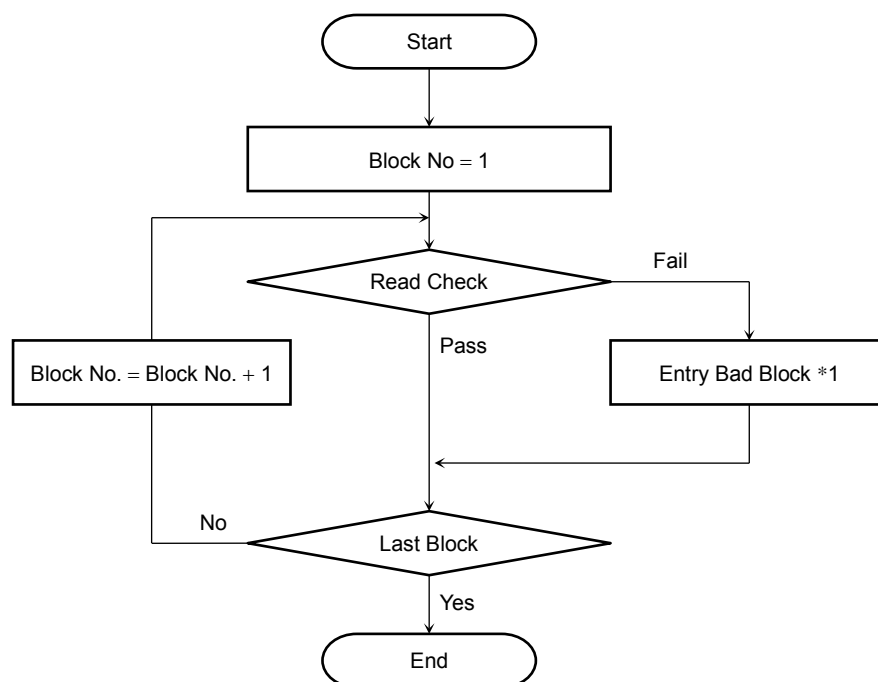 Start
Block No = 1
Read Check
Fail
Pass
Block No. = Block No. + 1
Entry Bad Block *1
No
Last Block
Yes
End